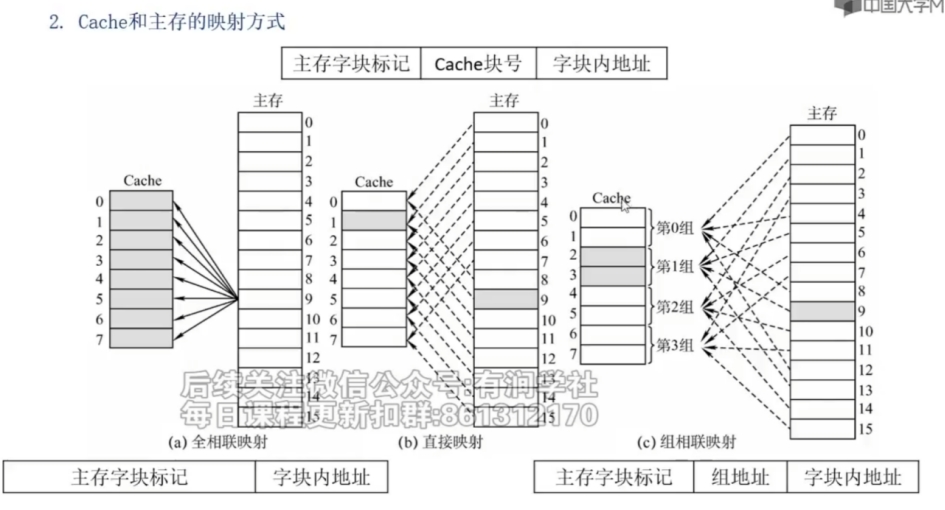 中国大学M
2. Cache和主存的映射方式
主存字块标记 Cache块号 字块内地址
主存 主存 主存
Cache Cache Cache
0 1 2 3 4 5 6 7
0 1 2 3 4 5 6 7 8 9 10 11 12 13 14 15
0 1 2 3 4 5 6 7
0 1 2 3 4 5 6 7 8 9 10 11 12 13 14 15
0 1 2 3 4 5 6 7
第0组
第1组
第2组
第3组
0 1 2 3 4 5 6 7 8 9 10 11 12 13 14 15
后续关注微信公众号:有润学社
每日课程更新扣群:861312170
(a) 全相联映射 (b) 直接映射 (c) 组相联映射
主存字块标记 字块内地址 主存字块标记 组地址 字块内地址